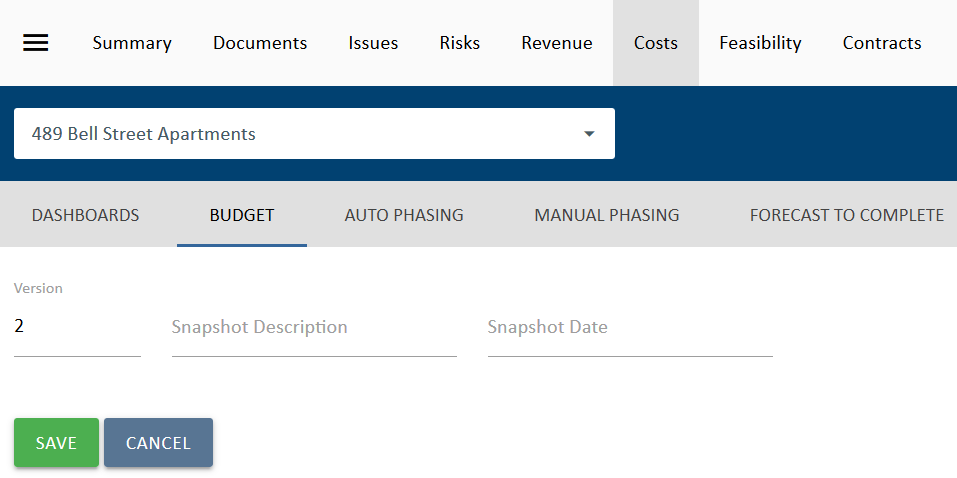 Summary Documents Issues Risks Revenue Costs Feasibility Contracts
489 Bell Street Apartments
DASHBOARDS BUDGET AUTO PHASING MANUAL PHASING FORECAST TO COMPLETE
Version
2 Snapshot Description Snapshot Date
SAVE CANCEL